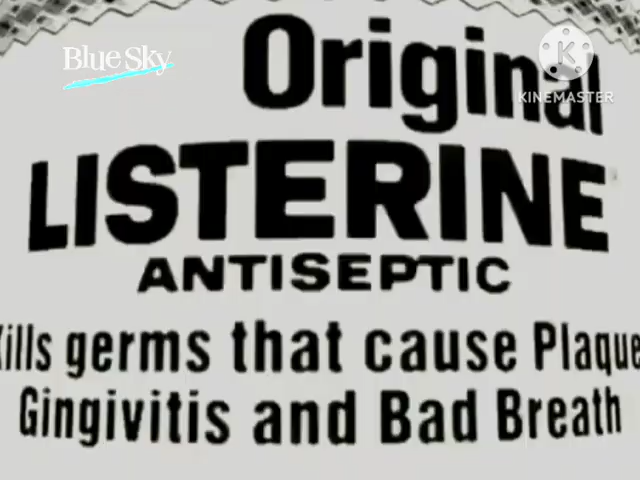 Original
Blue Sky
KINEMASTER
LISTERINE
ANTISEPTIC
Kills germs that cause Plaque
Gingivitis and Bad Breath